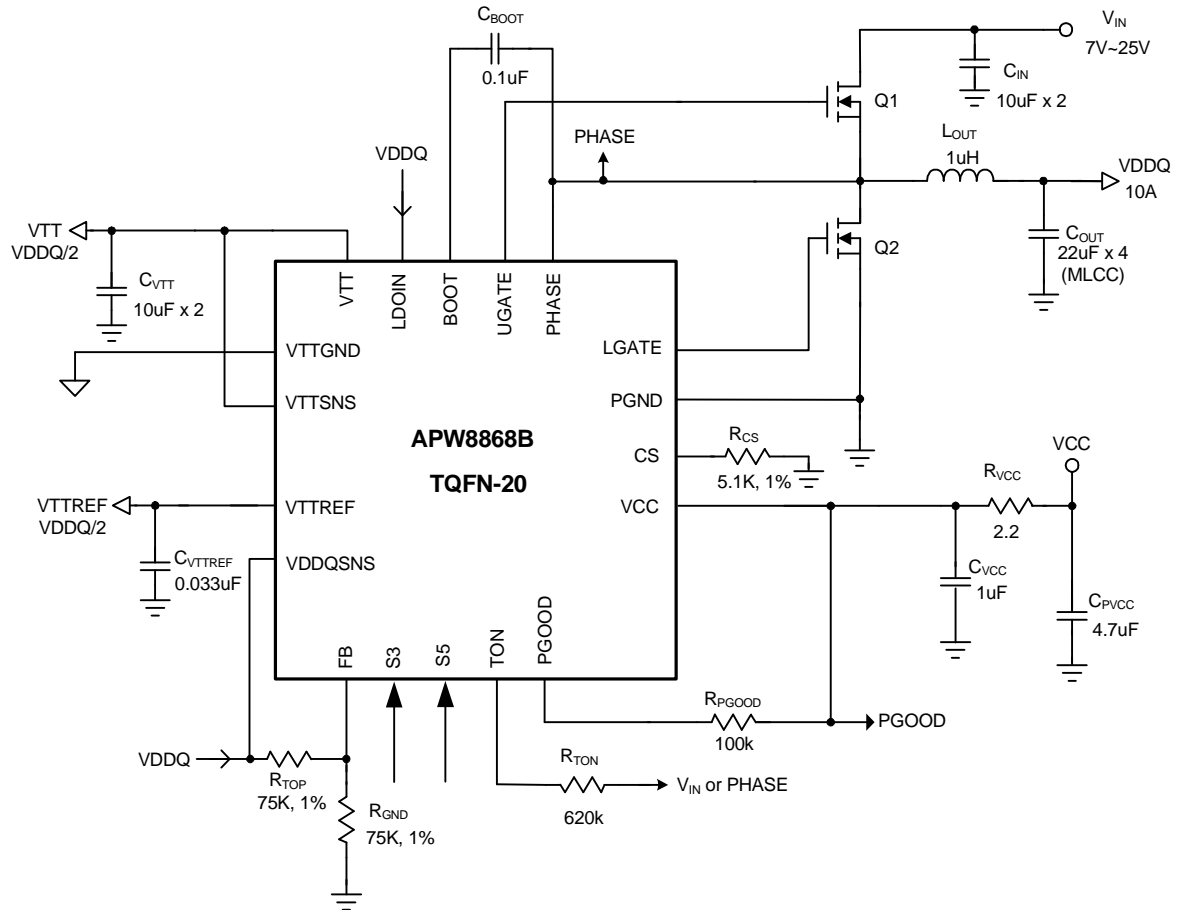 CBOOT
0.1uF
VIN
7V~25V
CIN
10uF x 2
Q1
PHASE
LOUT
1uH
VDDQ
10A
VDDQ
VTT
VDDQ/2
CVTT
10uF x 2
Q2
COUT
22uF x 4
(MLCC)
VTT
LDOIN
BOOT
UGATE
PHASE
VTTGND
LGATE
VTTSNS
PGND
APW8868B
TQFN-20
CS
RCS
5.1K, 1%
VCC
RVCC
2.2
VTTREF
VDDQ/2
VTTREF
VCC
CVTTREF
0.033uF
VDDQSNS
CVCC
1uF
CPVCC
4.7uF
FB
S3
S5
TON
PGOOD
RPGOOD
100k
PGOOD
VDDQ
RTOP
75K, 1%
RTON
620k
VIN or PHASE
RGND
75K, 1%